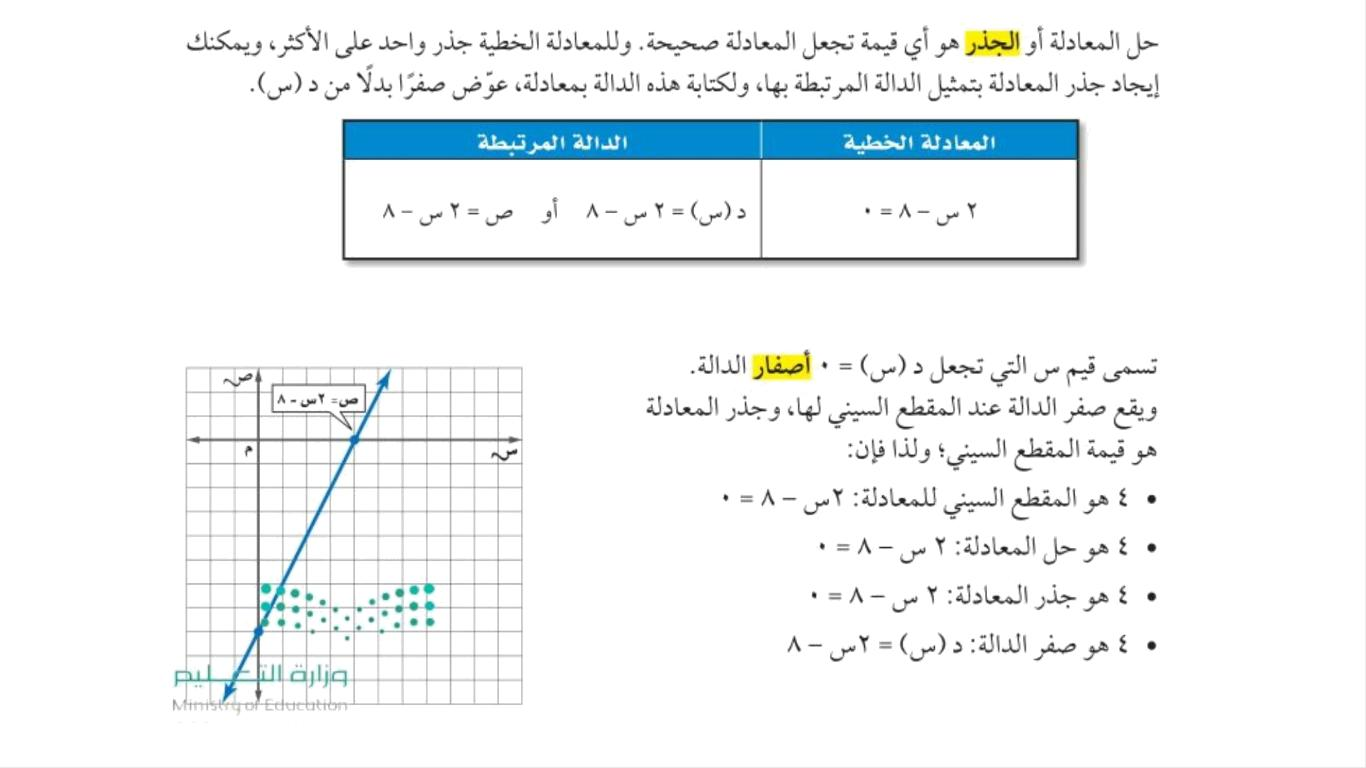 حل المعادلة أو الجذر هو أي قيمة تجعل المعادلة صحيحة. وللمعادلة الخطية جذر واحد على الأكثر، ويمكنك
إيجاد جذر المعادلة بتمثيل الدالة المرتبطة بها، ولكتابة هذه الدالة بمعادلة، عوّض صفرًا بدلًا من د (س).
المعادلة الخطية الدالة المرتبطة
٢ س – ٨ = ٠ د (س) = ٢ س – ٨ أو ص = ٢ س – ٨
تسمى قيم س التي تجعل د (س) = ٠ أصفار الدالة.
ويقع صفر الدالة عند المقطع السيني لها، وجذر المعادلة
هو قيمة المقطع السيني؛ ولذا فإن:
• ٤ هو المقطع السيني للمعادلة: ٢س – ٨ = ٠
• ٤ هو حل المعادلة: ٢ س – ٨ = ٠
• ٤ هو جذر المعادلة: ٢ س – ٨ = ٠
• ٤ هو صفر الدالة: د (س) = ٢س – ٨
ص
ص= ٢س - ٨
م
س
وزارة التعليم
Ministry of Education